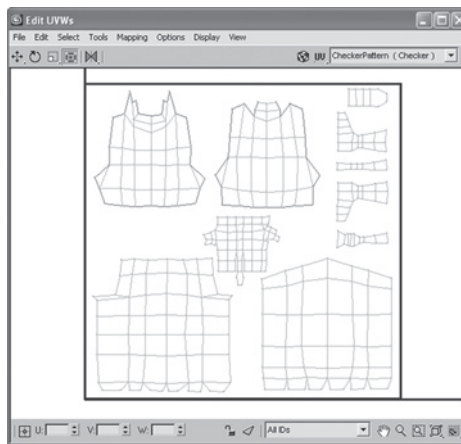 Edit UVWs
File Edit Select Tools Mapping Options Display View
UV CheckerPattern ( Checker )
U: V: W: All IDs